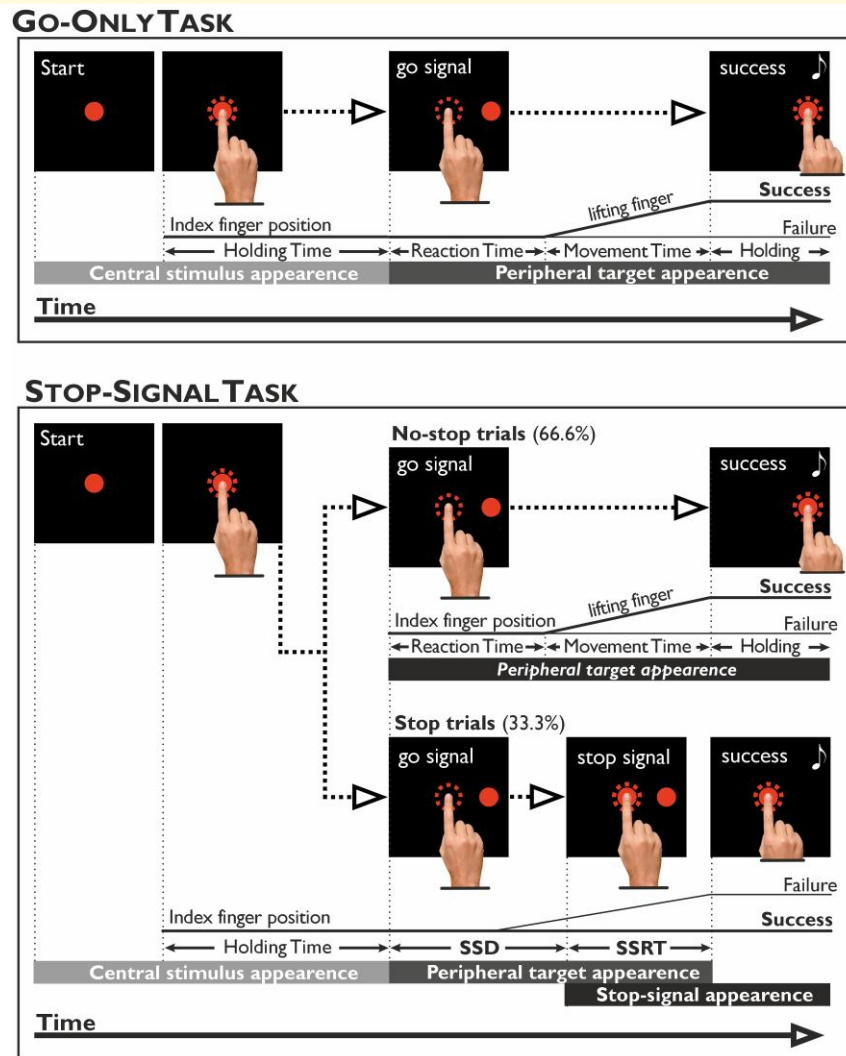 GO-ONLY TASK
Start
go signal
success
Success
lifting finger
Index finger position
Failure
Holding Time
Reaction Time
Movement Time
Holding
Central stimulus appearence
Peripheral target appearence
Time
STOP-SIGNAL TASK
Start
No-stop trials (66.6%)
go signal
success
Success
lifting finger
Index finger position
Failure
Reaction Time
Movement Time
Holding
Peripheral target appearence
Stop trials (33.3%)
go signal
stop signal
success
Failure
Index finger position
Success
Holding Time
SSD
SSRT
Central stimulus appearence
Peripheral target appearence
Stop-signal appearence
Time